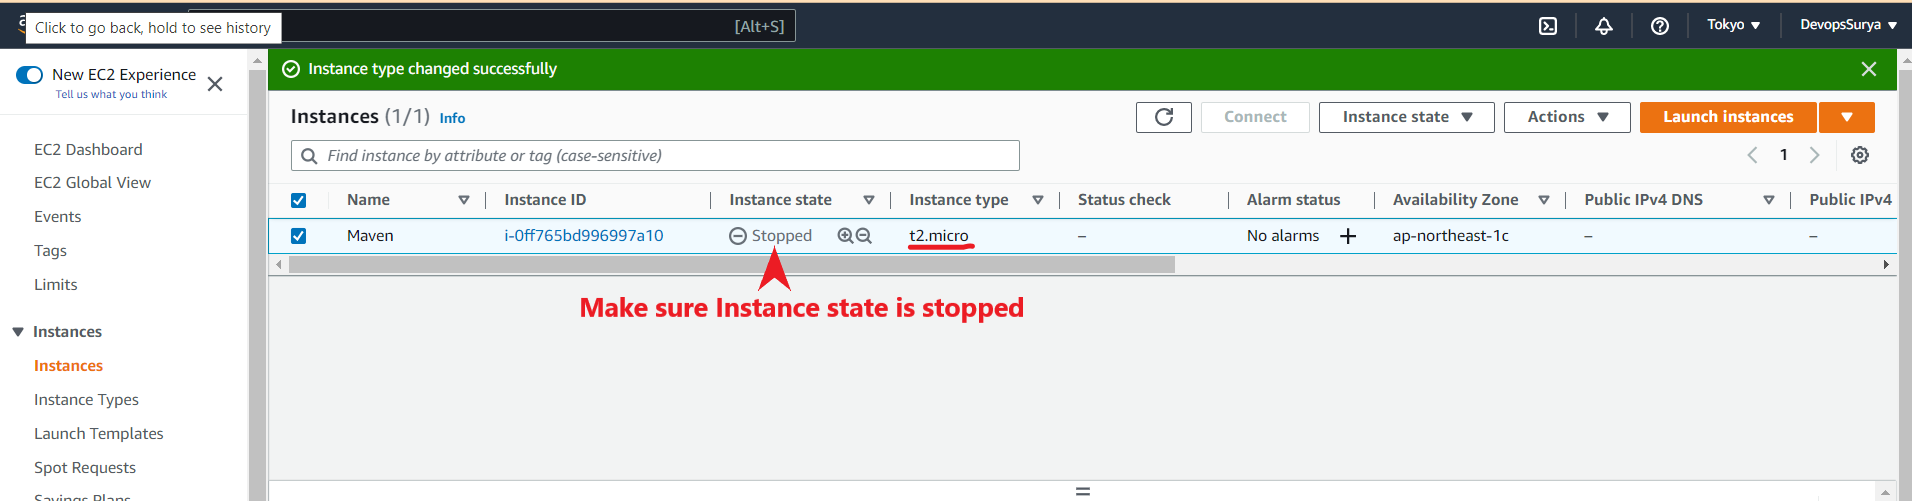 Click to go back, hold to see history
[Alt+S]
Tokyo
DevopsSurya
New EC2 Experience
Tell us what you think
Instance type changed successfully
Instances (1/1) Info
Connect
Instance state
Actions
Launch instances
Find instance by attribute or tag (case-sensitive)
1
Name Instance ID Instance state Instance type Status check Alarm status Availability Zone Public IPv4 DNS Public IPv4
Maven i-0ff765bd996997a10 Stopped t2.micro – No alarms + ap-northeast-1c – –
Make sure Instance state is stopped
EC2 Dashboard
EC2 Global View
Events
Tags
Limits
Instances
Instances
Instance Types
Launch Templates
Spot Requests
Savings Plans